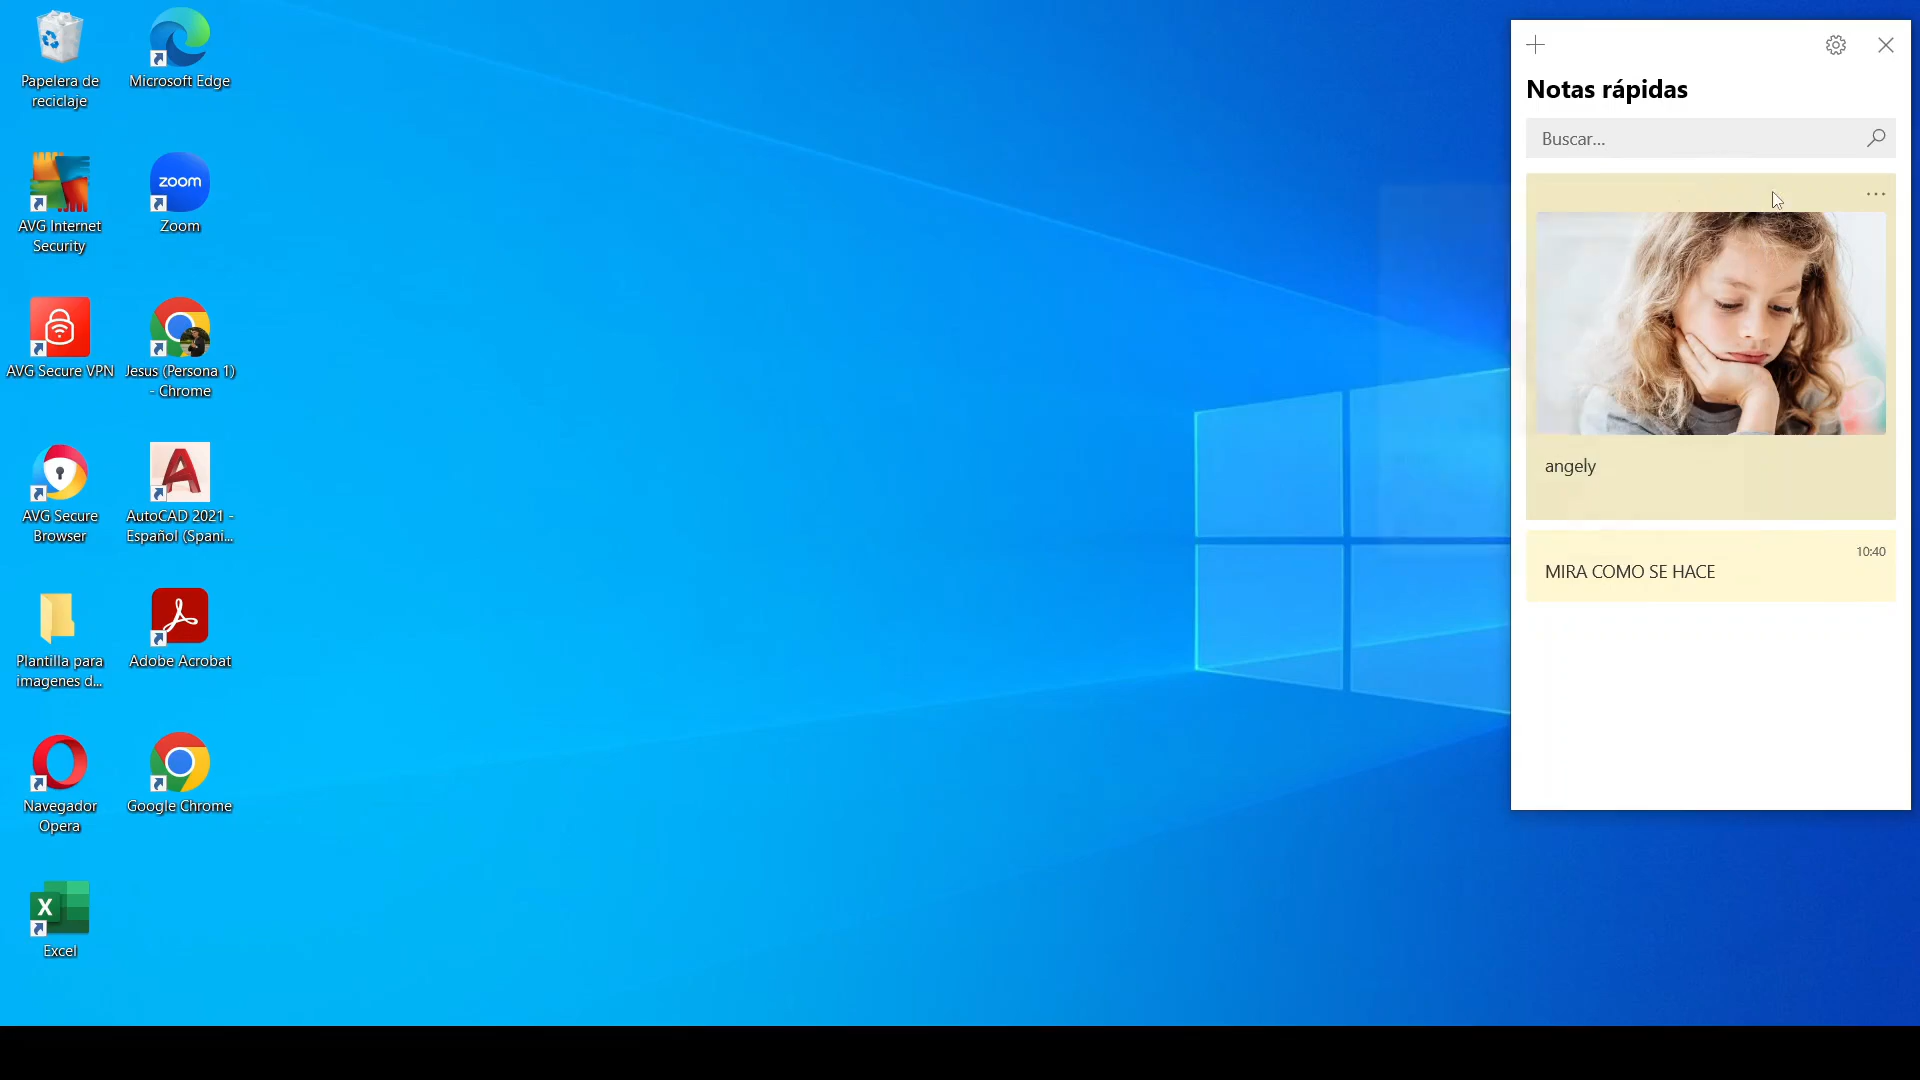 Papelera de
reciclaje
Microsoft Edge
AVG Internet
Security
zoom
Zoom
AVG Secure VPN
Jesus (Persona 1)
- Chrome
AVG Secure
Browser
AutoCAD 2021 -
Español (Spani...
Plantilla para
imagenes d...
Adobe Acrobat
Navegador
Opera
Google Chrome
X
Excel
Notas rápidas
Buscar...
angely
10:40
MIRA COMO SE HACE